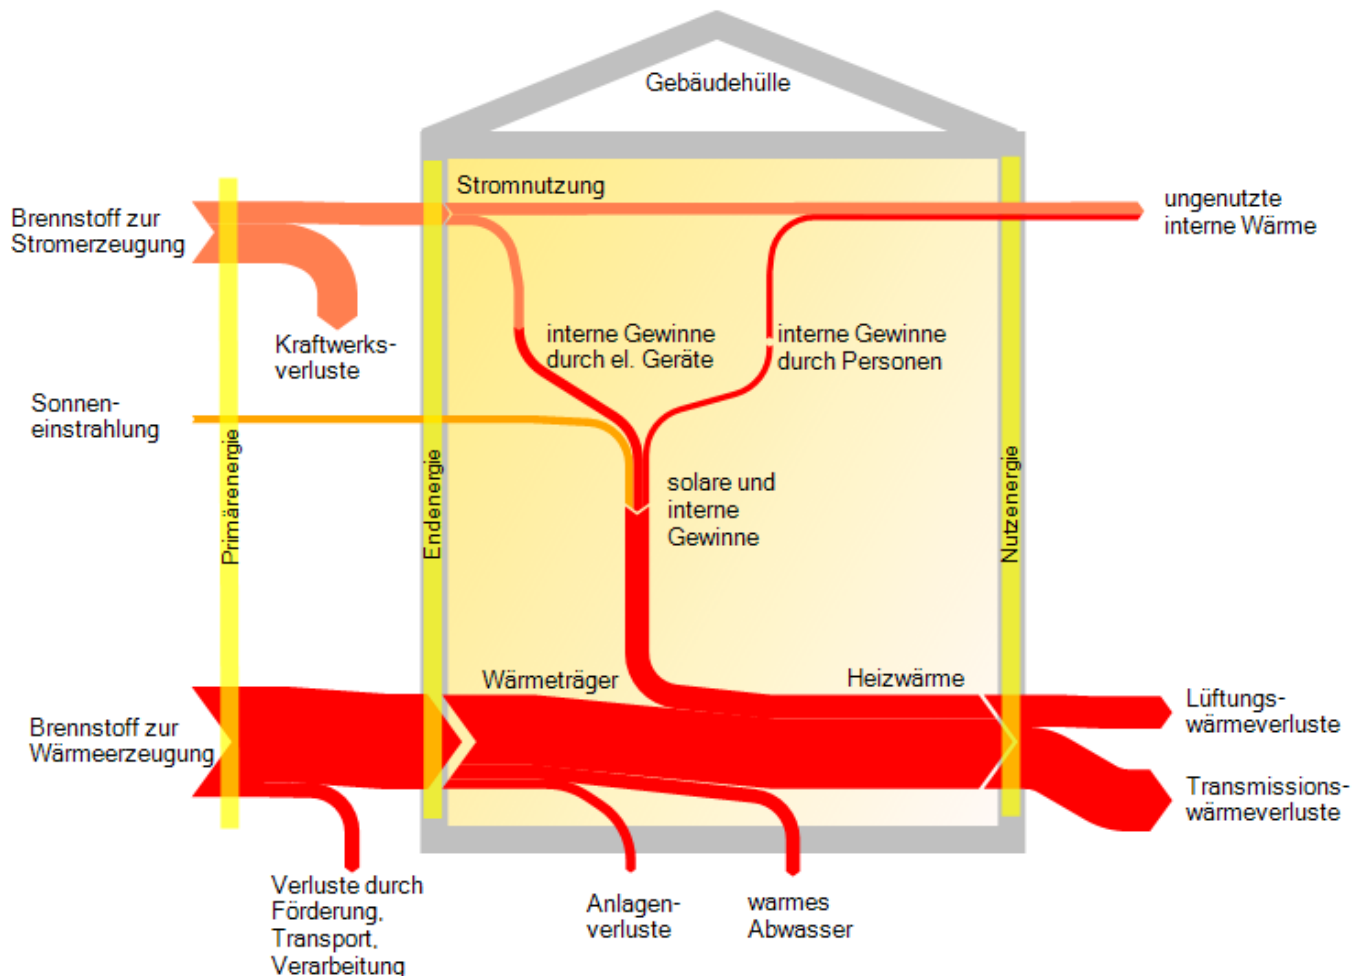 Gebäudehülle
Stromnutzung
Brennstoff zur
Stromerzeugung
ungenutzte
interne Wärme
Kraftwerks-
verluste
interne Gewinne
durch el. Geräte
interne Gewinne
durch Personen
Sonnen-
einstrahlung
Primärenergie
Endenergie
Nutzenergie
solare und
interne
Gewinne
Wärmeträger
Heizwärme
Brennstoff zur
Wärmeerzeugung
Lüftungs-
wärmeverluste
Transmissions-
wärmeverluste
Verluste durch
Förderung,
Transport,
Verarbeitung
Anlagen-
verluste
warmes
Abwasser